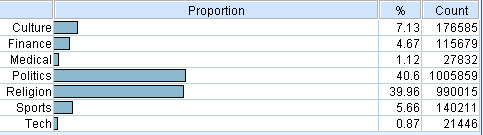 Proportion % Count
Culture 7.13 176585
Finance 4.67 115679
Medical 1.12 27832
Politics 40.6 1005859
Religion 39.96 990015
Sports 5.66 140211
Tech 0.87 21446